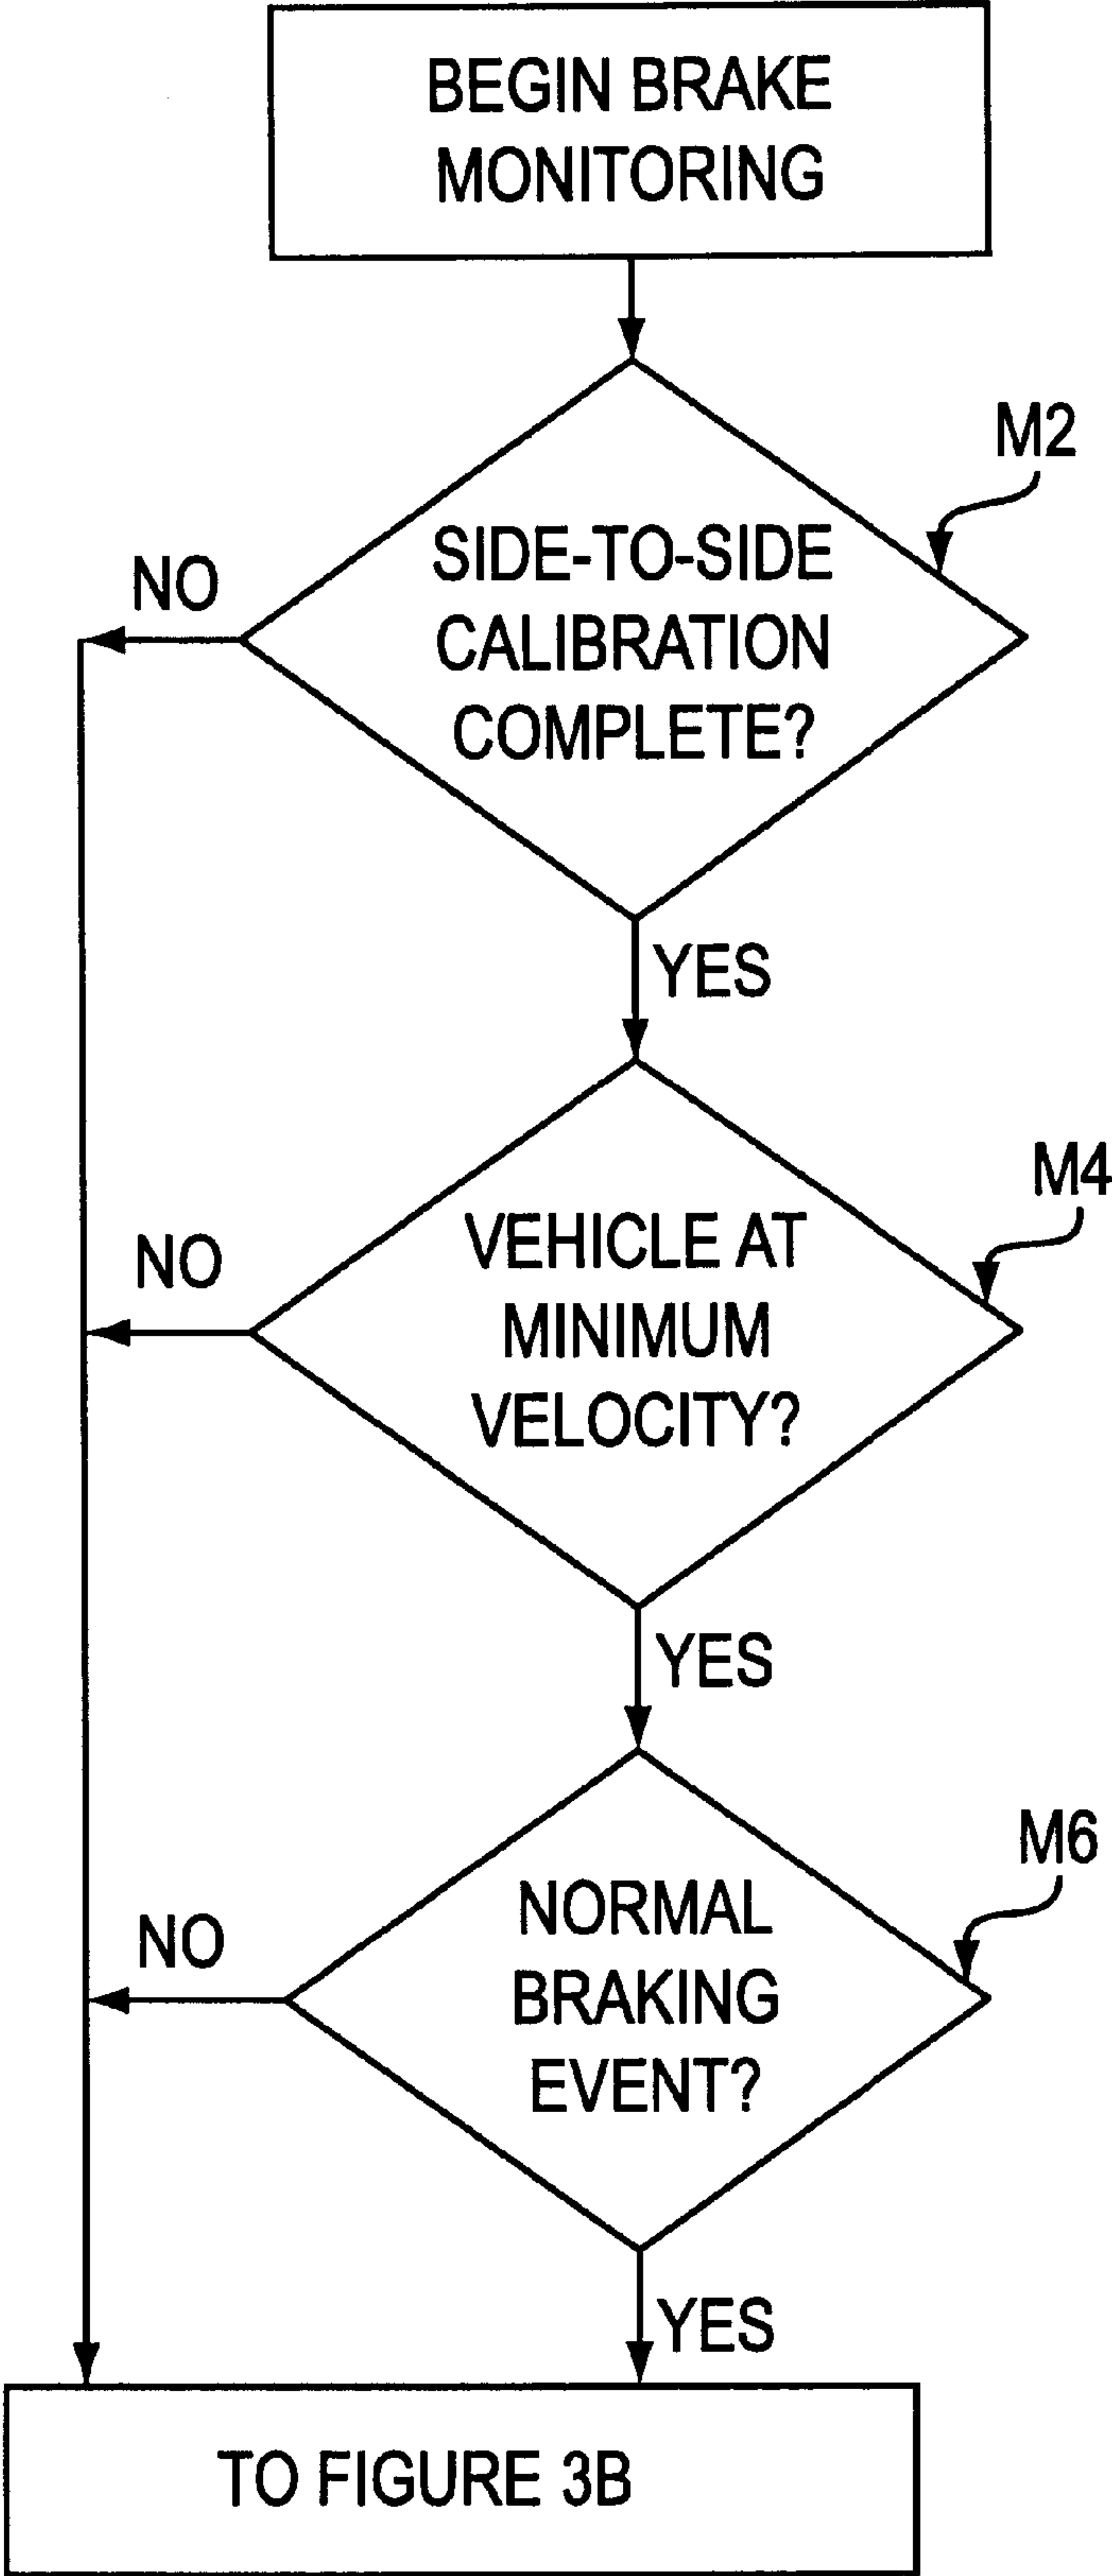 BEGIN BRAKE
MONITORING
M2
SIDE-TO-SIDE
CALIBRATION
COMPLETE?
NO
YES
M4
VEHICLE AT
MINIMUM
VELOCITY?
NO
YES
M6
NORMAL
BRAKING
EVENT?
NO
YES
TO FIGURE 3B